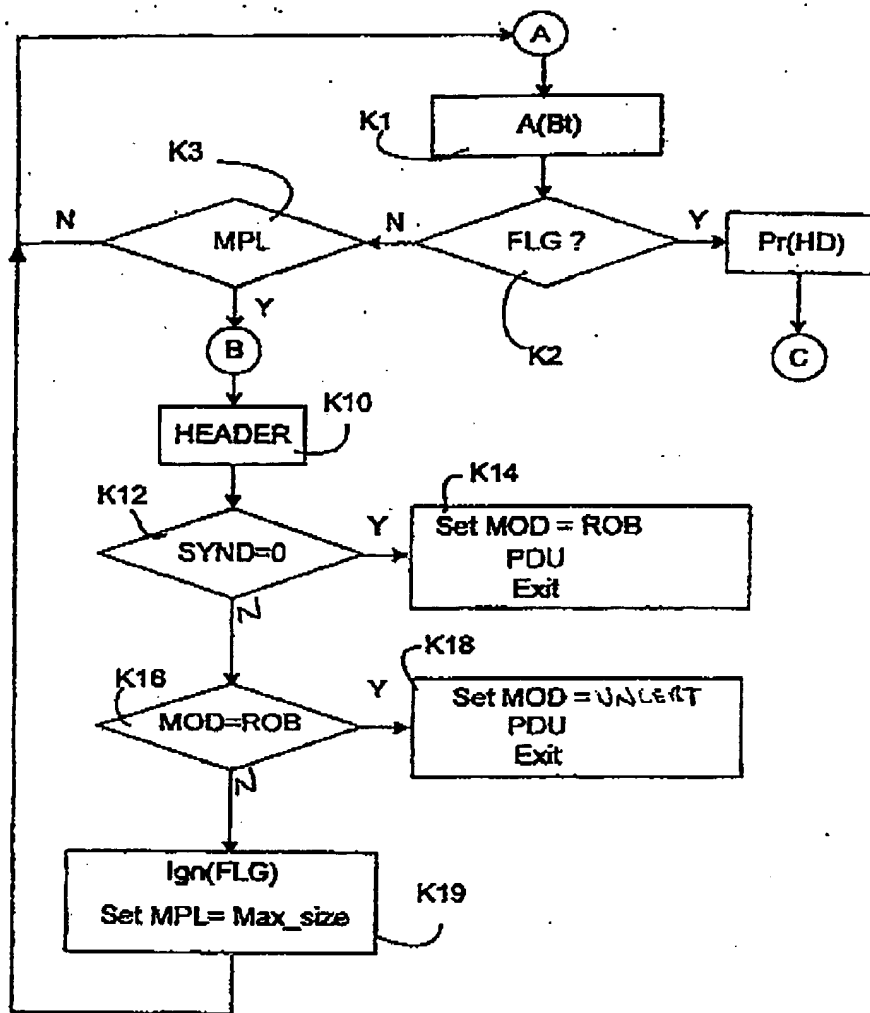 A
A(Bt)
K1
K3
N
MPL
N
FLG ?
Y
Pr(HD)
Y
K2
B
C
HEADER
K10
K12
K14
SYND=0
Y
Set MOD = ROB
PDU
Exit
N
K16
K18
MOD=ROB
Y
Set MOD = UNCERT
PDU
Exit
N
Ign(FLG)
Set MPL= Max_size
K19